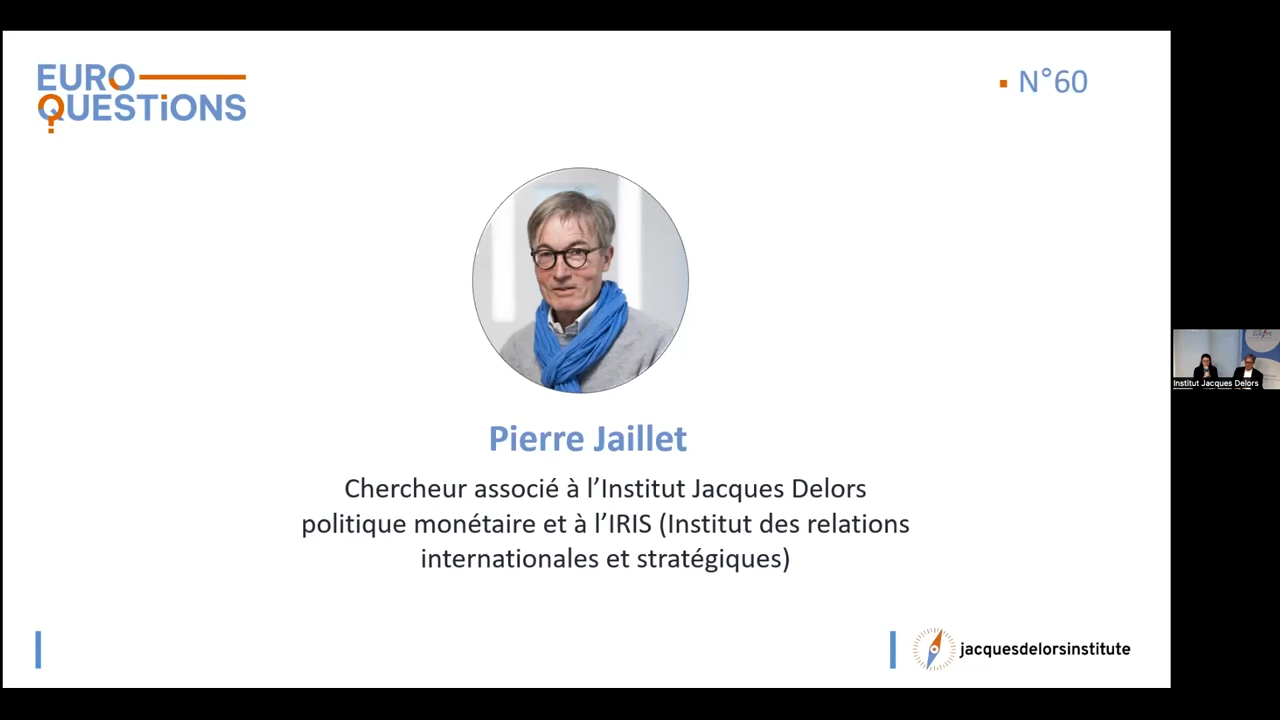 EURO
QUESTiONS
N°60
Pierre Jaillet
Chercheur associé à l’Institut Jacques Delors
politique monétaire et à l’IRIS (Institut des relations
internationales et stratégiques)
jacquesdelorsinstitute
Institut Jacques Delors